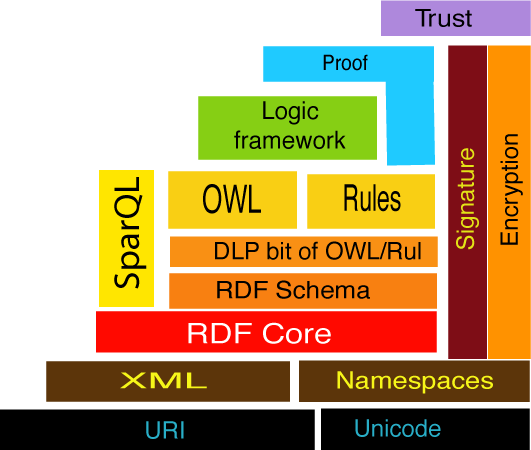 Trust
Proof
Logic
framework
Signature
Encryption
SparQL
OWL
Rules
DLP bit of OWL/Rul
RDF Schema
RDF Core
XML
Namespaces
URI
Unicode